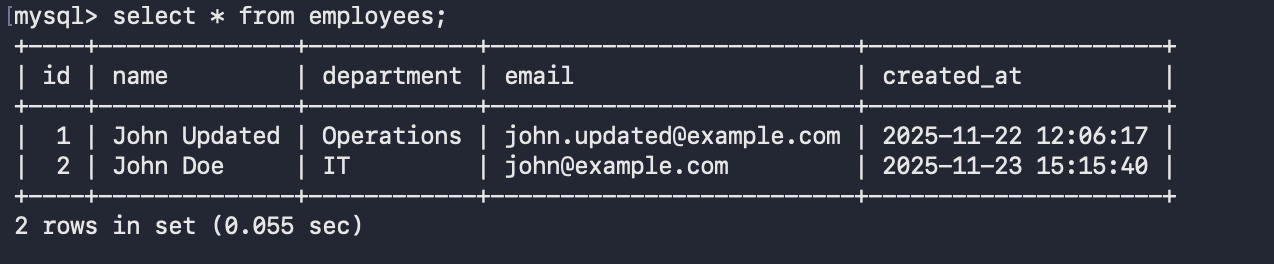 [mysql> select * from employees;
+----+--------------+------------+--------------------------+---------------------+
| id | name         | department | email                    | created_at          |
+----+--------------+------------+--------------------------+---------------------+
|  1 | John Updated | Operations | john.updated@example.com | 2025-11-22 12:06:17 |
|  2 | John Doe     | IT         | john@example.com         | 2025-11-23 15:15:40 |
+----+--------------+------------+--------------------------+---------------------+
2 rows in set (0.055 sec)